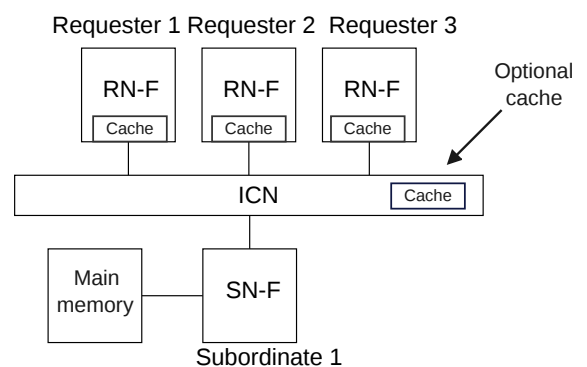 Requester 1 Requester 2 Requester 3
RN-F RN-F RN-F
Cache Cache Cache
Optional
cache
ICN
Cache
Main
memory
SN-F
Subordinate 1